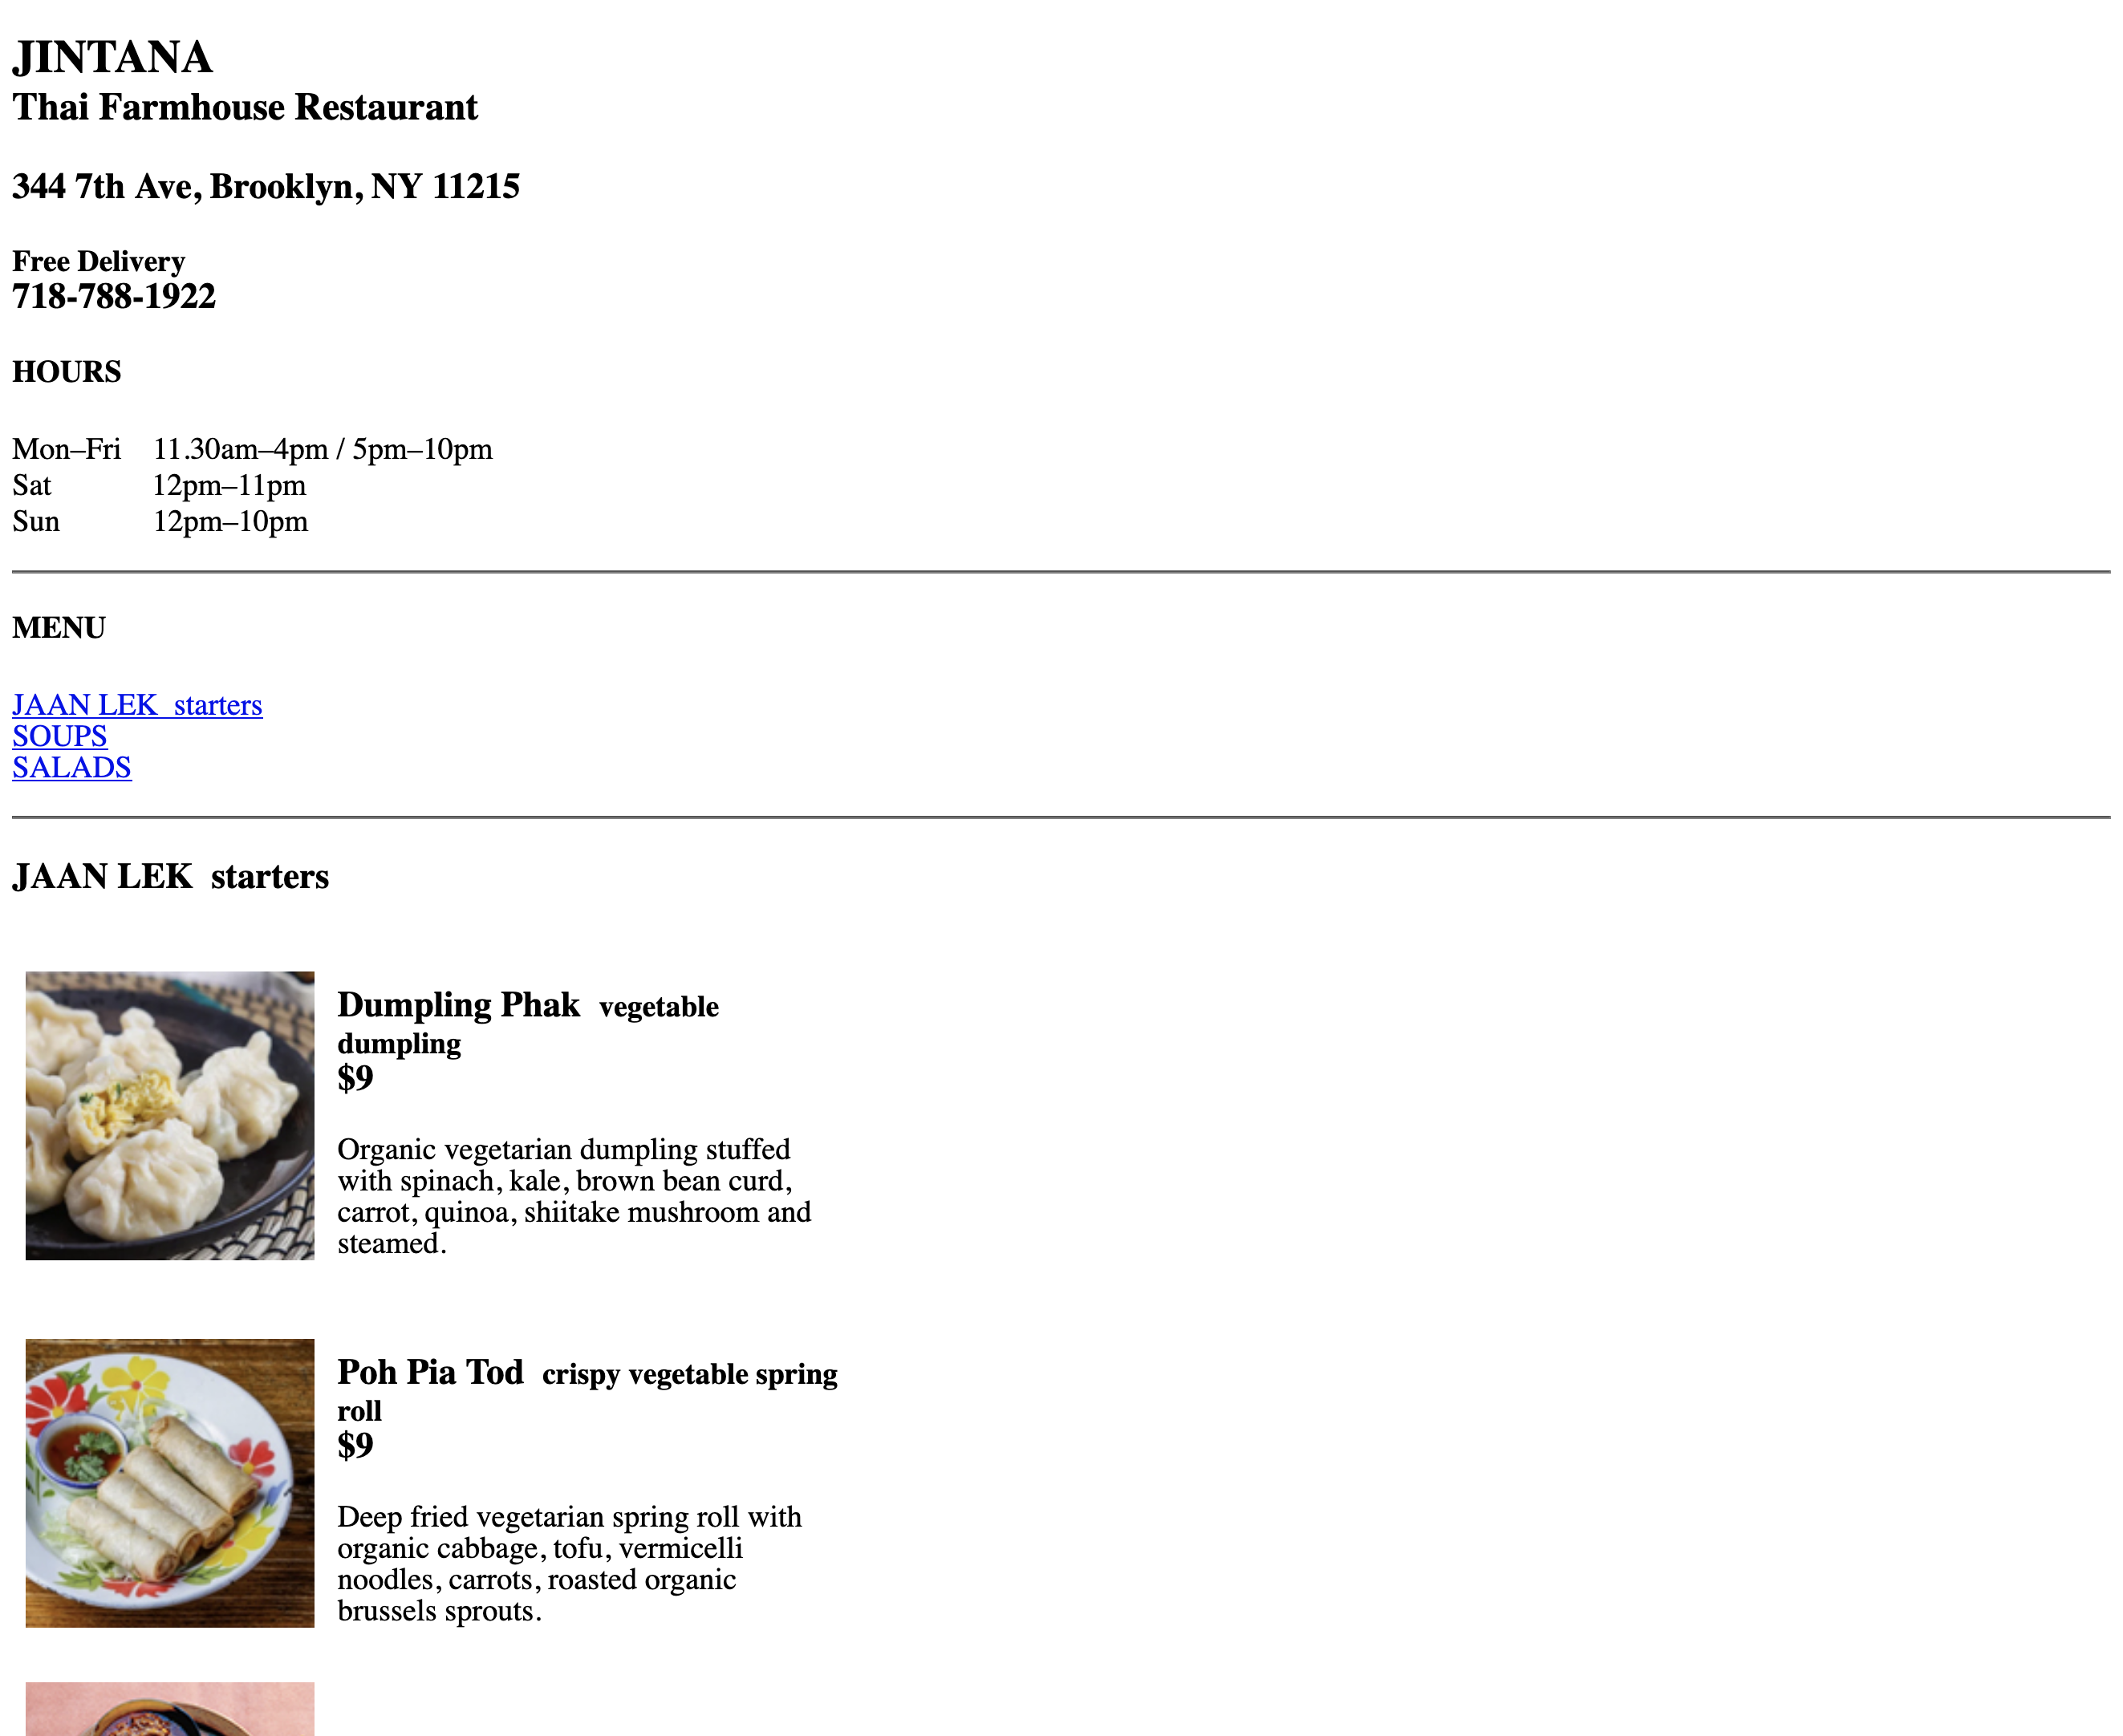 JINTANA
Thai Farmhouse Restaurant
344 7th Ave, Brooklyn, NY 11215
Free Delivery
718-788-1922
HOURS
Mon–Fri 11.30am–4pm / 5pm–10pm
Sat 12pm–11pm
Sun 12pm–10pm
MENU
JAAN LEK starters
SOUPS
SALADS
JAAN LEK starters
Dumpling Phak vegetable
dumpling
$9
Organic vegetarian dumpling stuffed
with spinach, kale, brown bean curd,
carrot, quinoa, shiitake mushroom and
steamed.
Poh Pia Tod crispy vegetable spring
roll
$9
Deep fried vegetarian spring roll with
organic cabbage, tofu, vermicelli
noodles, carrots, roasted organic
brussels sprouts.